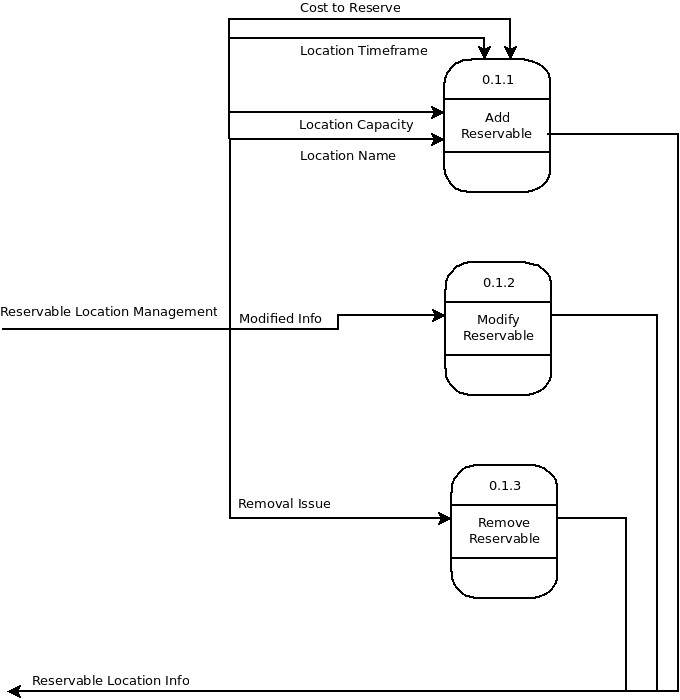 Cost to Reserve
Location Timeframe
0.1.1
Add
Reservable
Location Capacity
Location Name
0.1.2
Reservable Location Management
Modified Info
Modify
Reservable
0.1.3
Removal Issue
Remove
Reservable
Reservable Location Info